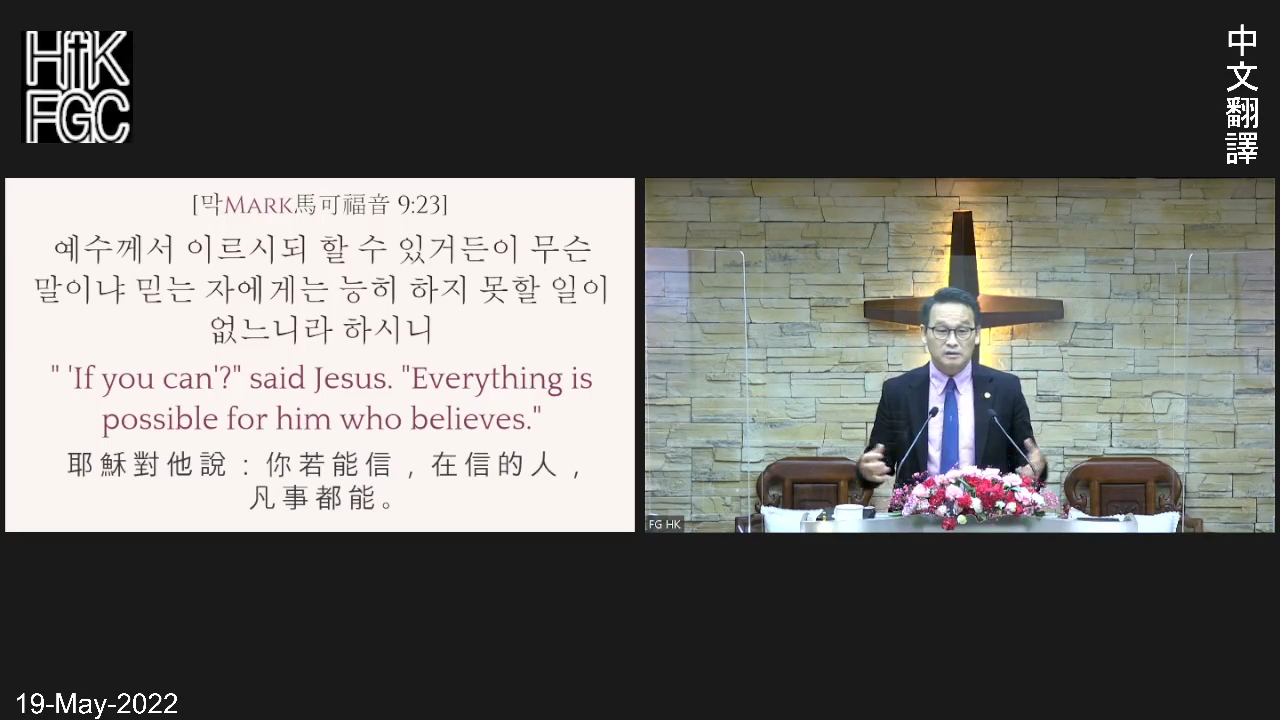 HK
FGC
中文翻譯
[막MARK馬可福音 9:23]
예수께서 이르시되 할 수 있거든이 무슨
말이냐 믿는 자에게는 능히 하지 못할 일이
없느니라 하시니
" 'If you can'?" said Jesus. "Everything is
possible for him who believes."
耶穌對他說：你若能信，在信的人，
凡事都能。
FG HK
19-May-2022